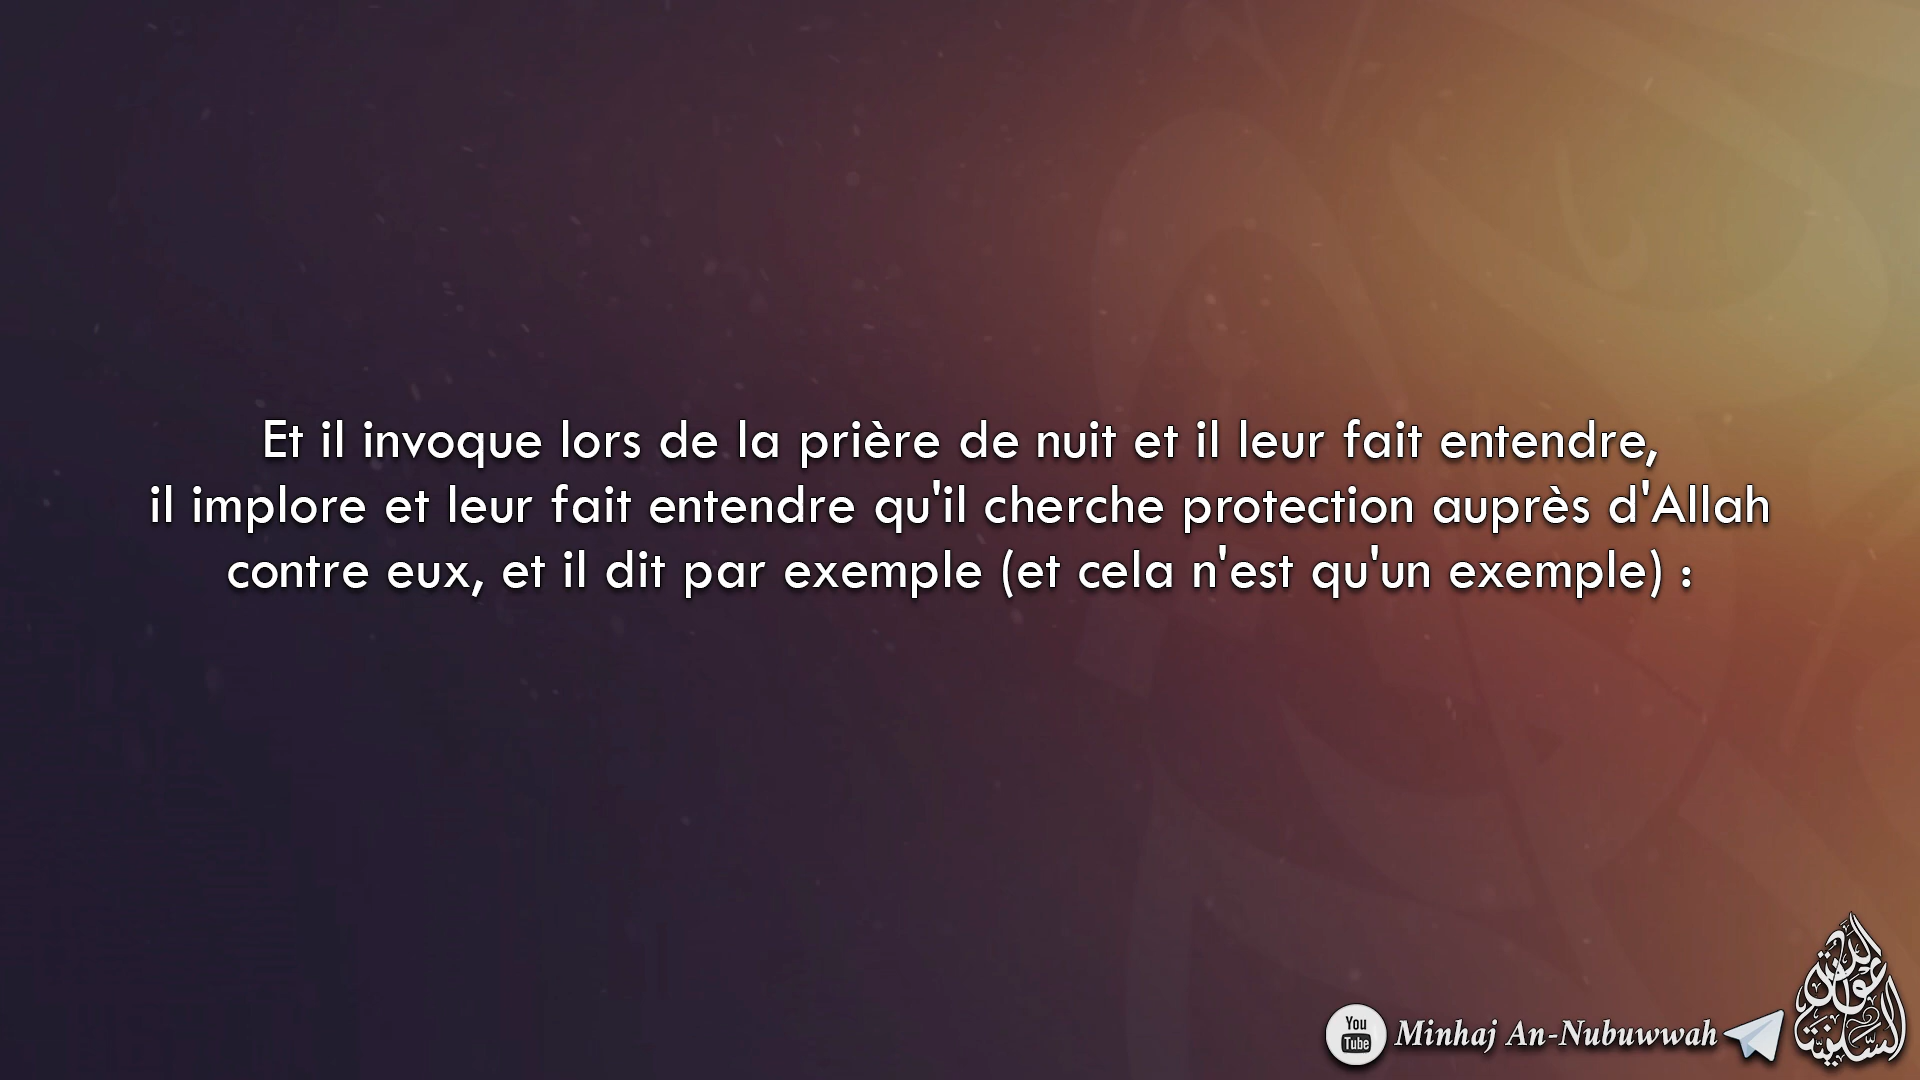 Et il invoque lors de la prière de nuit et il leur fait entendre,
il implore et leur fait entendre qu'il cherche protection auprès d'Allah
contre eux, et il dit par exemple (et cela n'est qu'un exemple) :
You
Tube
Minhaj An-Nubuwwah